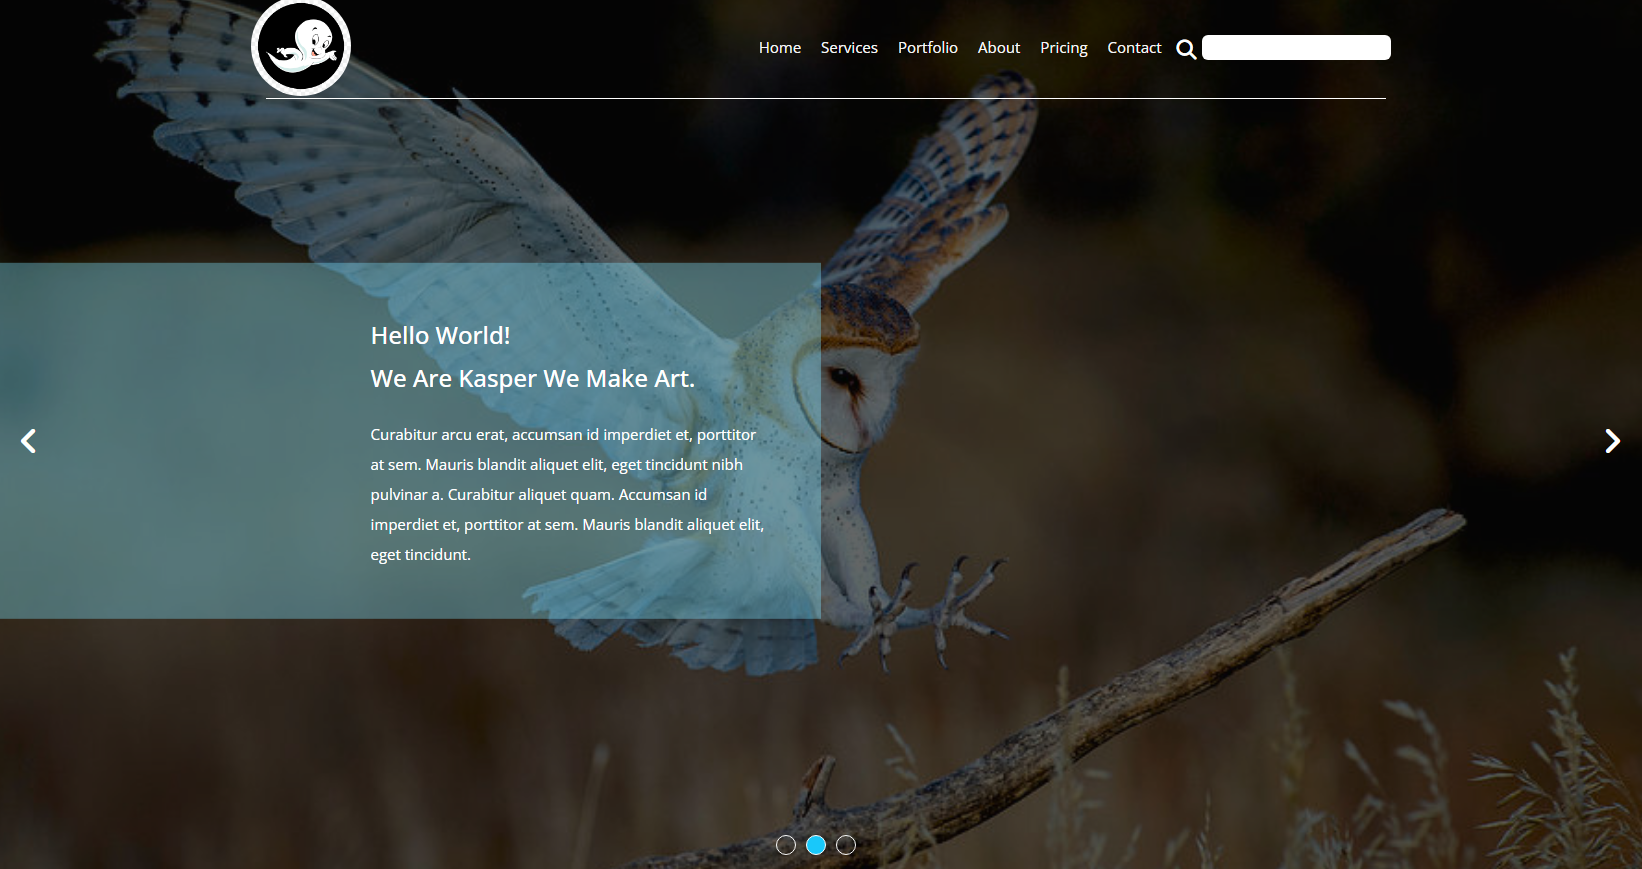 Home Services Portfolio About Pricing Contact
Hello World!
We Are Kasper We Make Art.
Curabitur arcu erat, accumsan id imperdiet et, porttitor
at sem. Mauris blandit aliquet elit, eget tincidunt nibh
pulvinar a. Curabitur aliquet quam. Accumsan id
imperdiet et, porttitor at sem. Mauris blandit aliquet elit,
eget tincidunt.